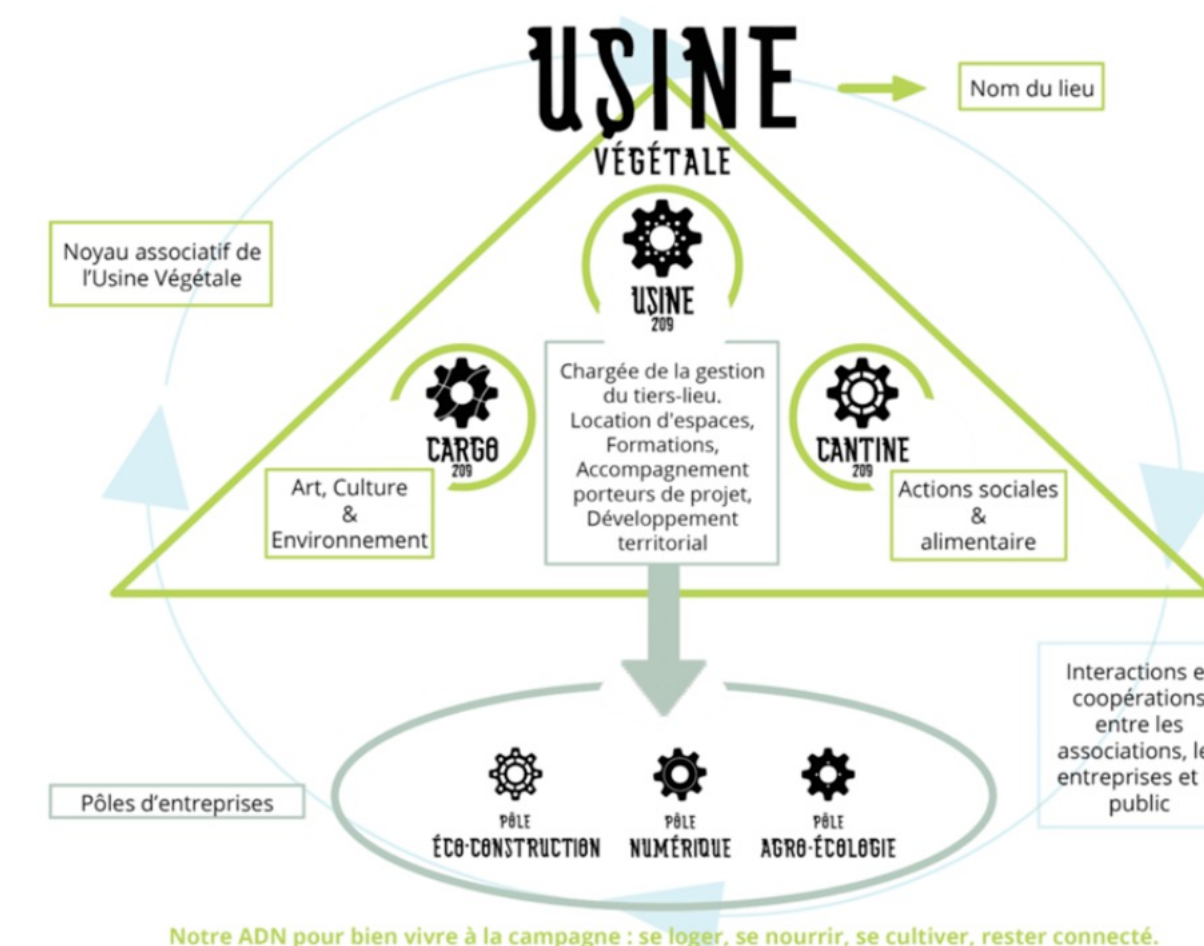 USINE
VÉGÉTALE
Nom du lieu
Noyau associatif de
l'Usine Végétale
USINE
209
Chargée de la gestion
du tiers-lieu.
Location d'espaces,
Formations,
Accompagnement
porteurs de projet,
Développement
territorial
CARGO
209
Art, Culture
&
Environnement
CANTINE
209
Actions sociales
&
alimentaire
Interactions
coopérations
entre les
associations,
entreprises et
public
Pôles d'entreprises
PÔLE
ÉCO-CONSTRUCTION
PÔLE
NUMÉRIQUE
PÔLE
AGRO-ÉCOLOGIE
Notre ADN pour bien vivre à la campagne : se loger, se nourrir, se cultiver, rester connecté.